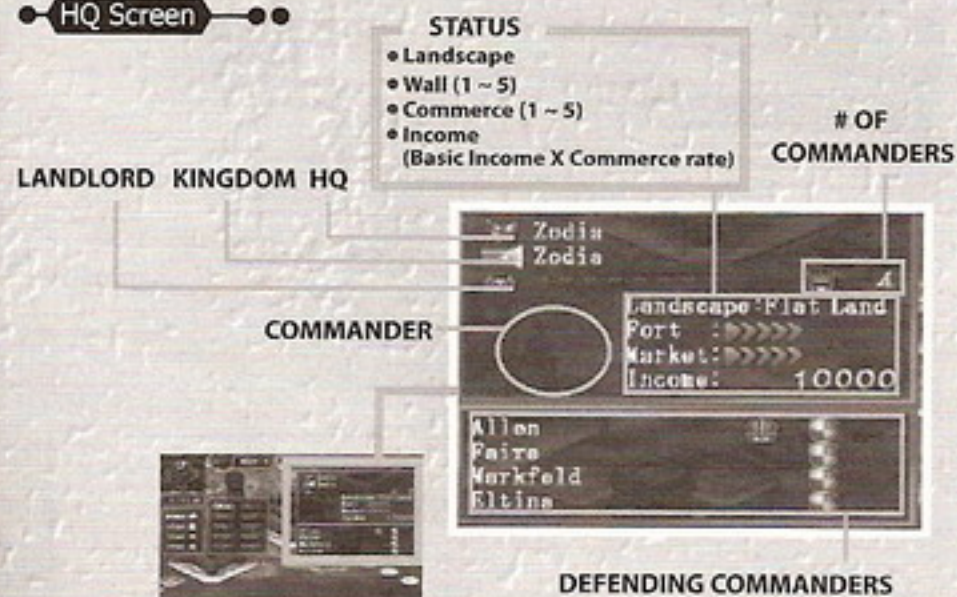 HQ Screen
STATUS
• Landscape
• Wall (1 ~ 5)
• Commerce (1 ~ 5)
• Income
(Basic Income X Commerce rate)
# OF
COMMANDERS
LANDLORD KINGDOM HQ
Zodia
Zodia
4
COMMANDER
Landscape:Flat Land
Fort :
Market:
Income: 10000
Allen
Faira
Markfeld
Eltina
DEFENDING COMMANDERS